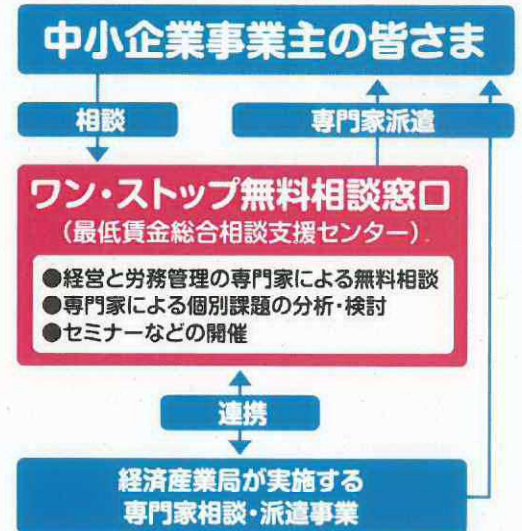 中小企業事業主の皆さま
相談
専門家派遣
ワン・ストップ無料相談窓口
(最低賃金総合相談支援センター)
●経営と労務管理の専門家による無料相談
●専門家による個別課題の分析・検討
●セミナーなどの開催
連携
経済産業局が実施する
専門家相談・派遣事業